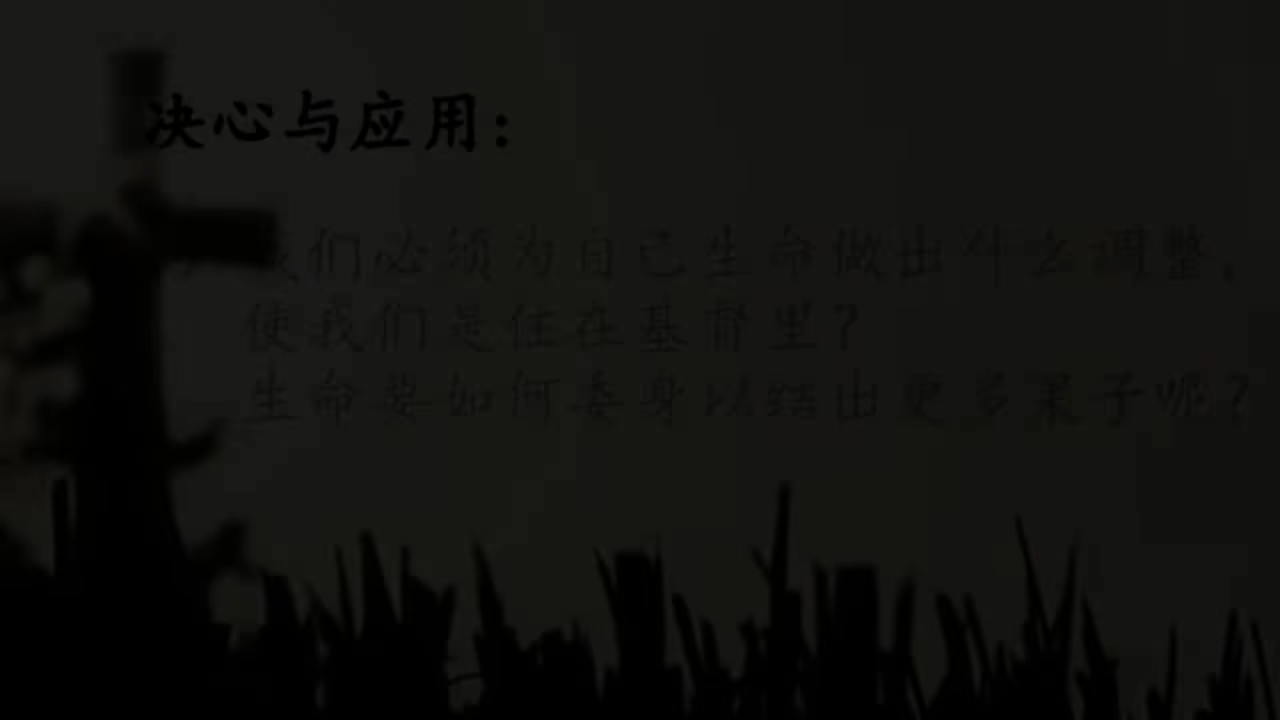 决心与应用：
我们必须为自己生命做出什么调整，
使我们是住在基督里？
生命要如何委身以结出更多果子呢？